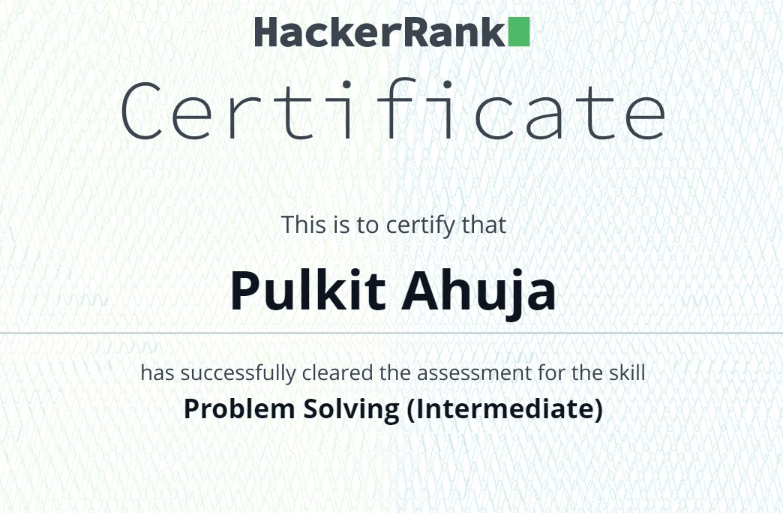 HackerRank
Certificate
This is to certify that
Pulkit Ahuja
has successfully cleared the assessment for the skill
Problem Solving (Intermediate)